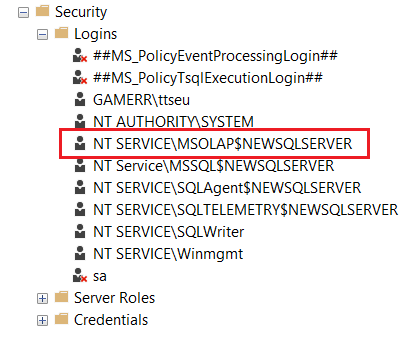 Security
Logins
##MS_PolicyEventProcessingLogin##
##MS_PolicyTsqlExecutionLogin##
GAMERR\ttseu
NT AUTHORITY\SYSTEM
NT SERVICE\MSOLAP$NEWSQLSERVER
NT Service\MSSQL$NEWSQLSERVER
NT SERVICE\SQLAgent$NEWSQLSERVER
NT SERVICE\SQLTELEMETRY$NEWSQLSERVER
NT SERVICE\SQLWriter
NT SERVICE\Winmgmt
sa
Server Roles
Credentials